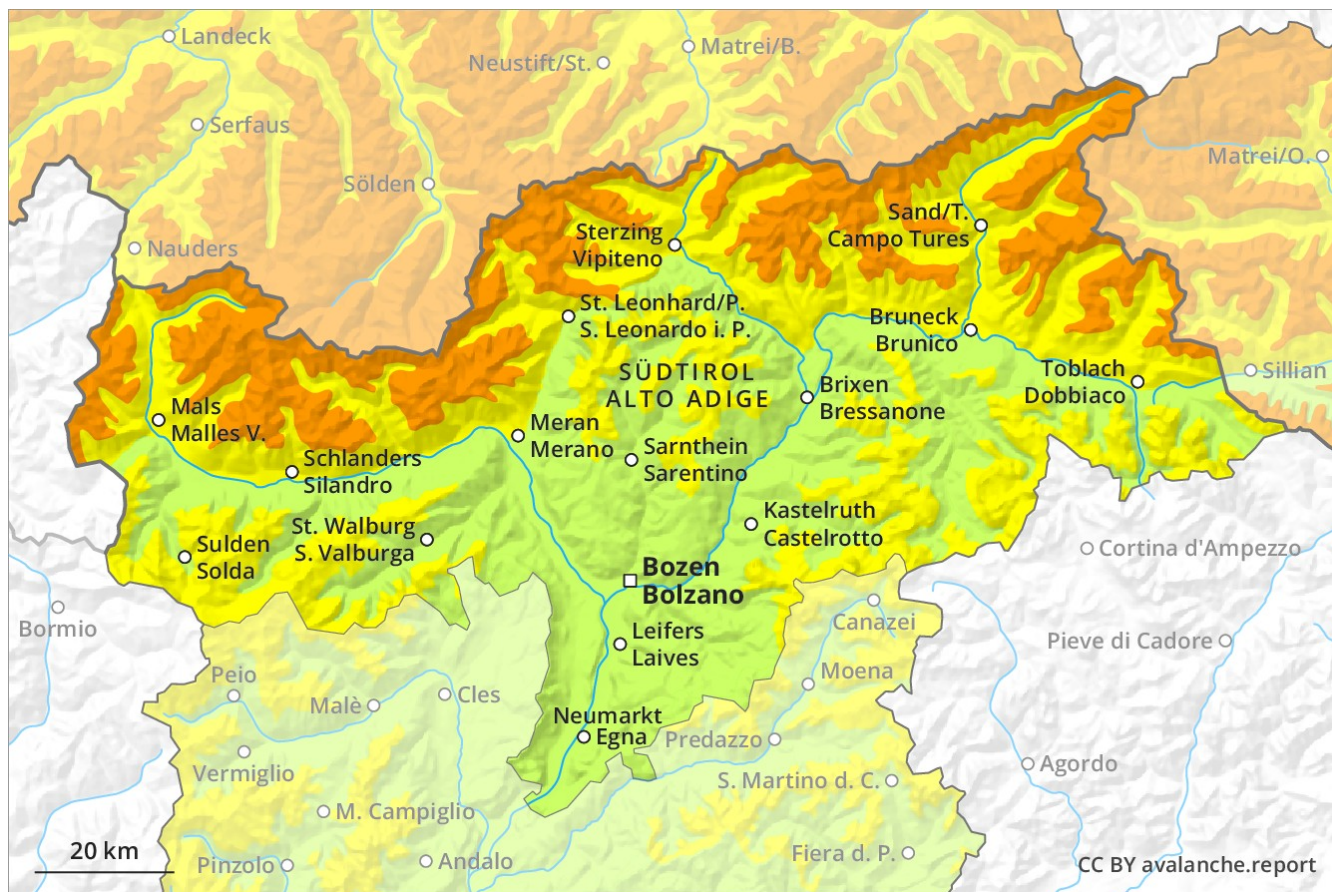 Landeck
Matrei/B.
Neustift/St.
Serfaus
Matrei/O.
Sölden
Sand/T.
Campo Tures
Sterzing
Vipiteno
Nauders
St. Leonhard/P.
S. Leonardo i. P.
Bruneck
Brunico
SÜDTIROL
ALTO ADIGE
Toblach
Dobbiaco
Sillian
Brixen
Bressanone
Mals
Malles V.
Meran
Merano
Sarnthein
Sarentino
Schlanders
Silandro
Kastelruth
Castelrotto
St. Walburg
S. Valburga
Sulden
Solda
Cortina d'Ampezzo
Bozen
Bolzano
Bormio
Canazei
Leifers
Laives
Pieve di Cadore
Peio
Moena
Malè
Cles
Neumarkt
Egna
Predazzo
Vermiglio
Agordo
S. Martino d. C.
M. Campiglio
20 km
Pinzolo
Andalo
Fiera d. P.
CC BY avalanche.report